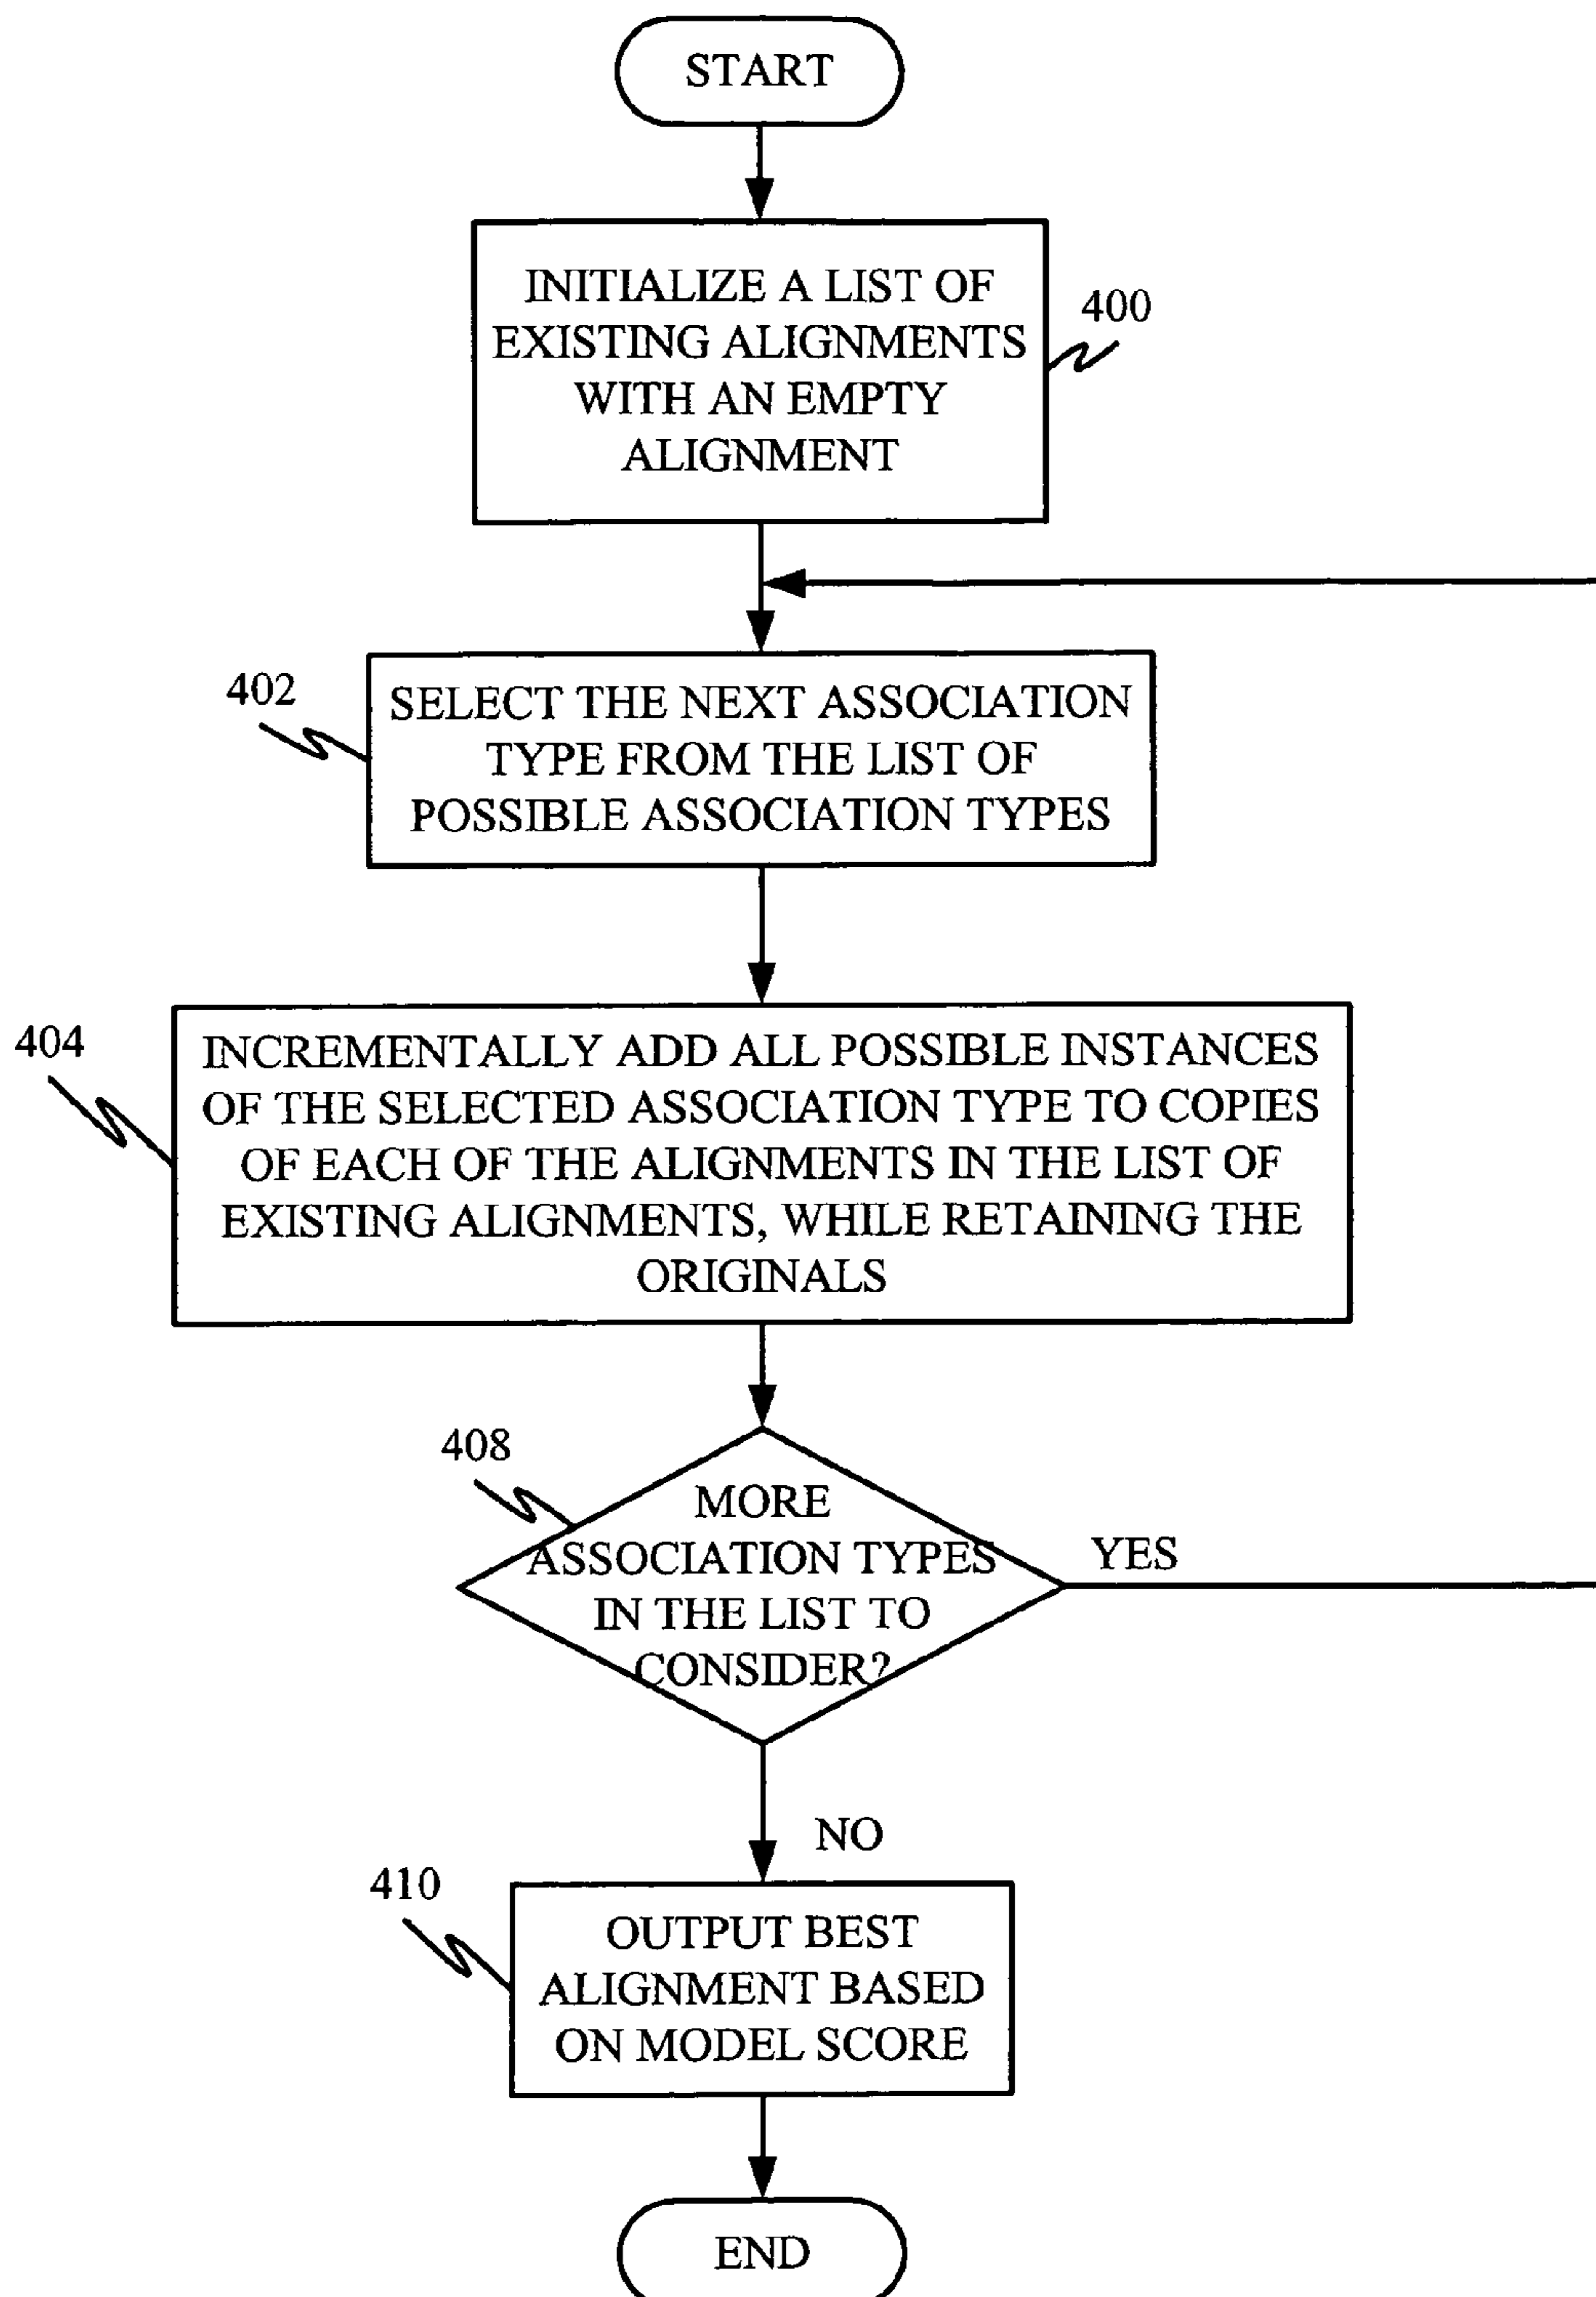 START
INITIALIZE A LIST OF
EXISTING ALIGNMENTS
WITH AN EMPTY
ALIGNMENT
400
402
SELECT THE NEXT ASSOCIATION
TYPE FROM THE LIST OF
POSSIBLE ASSOCIATION TYPES
404
INCREMENTALLY ADD ALL POSSIBLE INSTANCES
OF THE SELECTED ASSOCIATION TYPE TO COPIES
OF EACH OF THE ALIGNMENTS IN THE LIST OF
EXISTING ALIGNMENTS, WHILE RETAINING THE
ORIGINALS
408
MORE
ASSOCIATION TYPES
IN THE LIST TO
CONSIDER?
YES
NO
410
OUTPUT BEST
ALIGNMENT BASED
ON MODEL SCORE
END